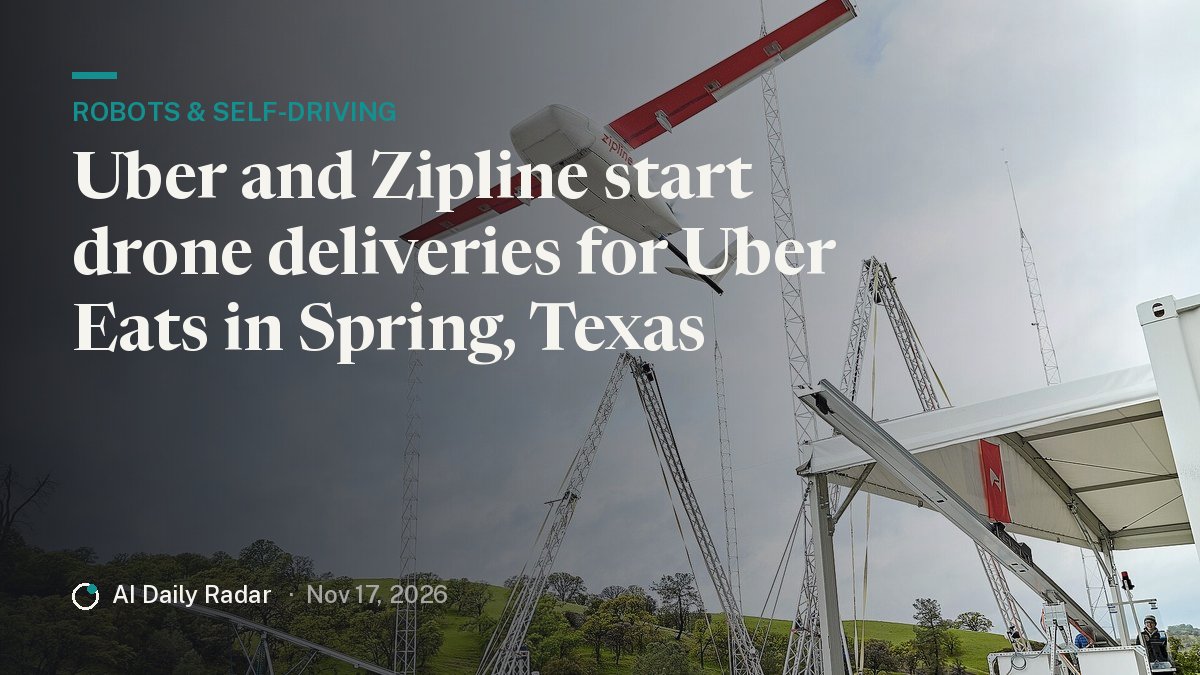 ROBOTS & SELF-DRIVING
Uber and Zipline start
drone deliveries for Uber
Eats in Spring, Texas
zipline
AI Daily Radar · Nov 17, 2026